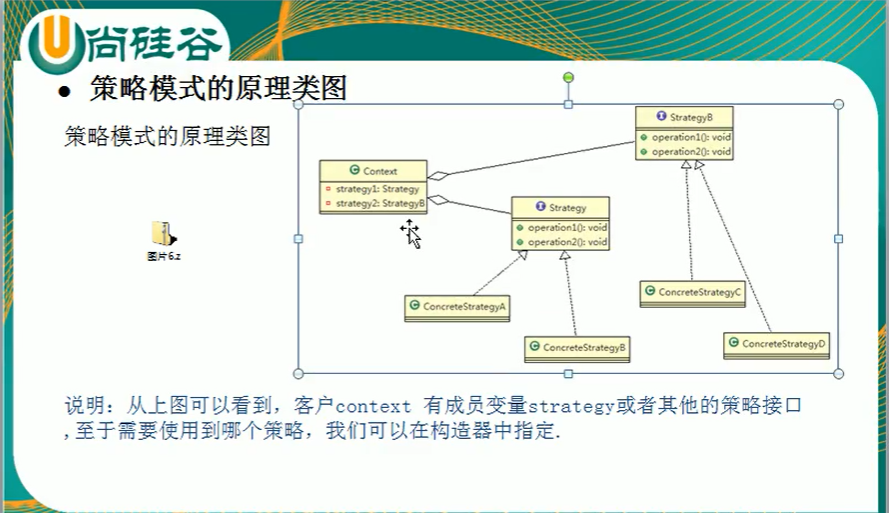 尚硅谷
● 策略模式的原理类图
策略模式的原理类图
StrategyB
operation1(): void
operation2(): void
Context
strategy1: Strategy
strategy2: StrategyB
Strategy
operation1(): void
operation2(): void
图片6.z
ConcreteStrategyA
ConcreteStrategyC
ConcreteStrategyB
ConcreteStrategyD
说明：从上图可以看到，客户context 有成员变量strategy或者其他的策略接口
,至于需要使用到哪个策略，我们可以在构造器中指定.